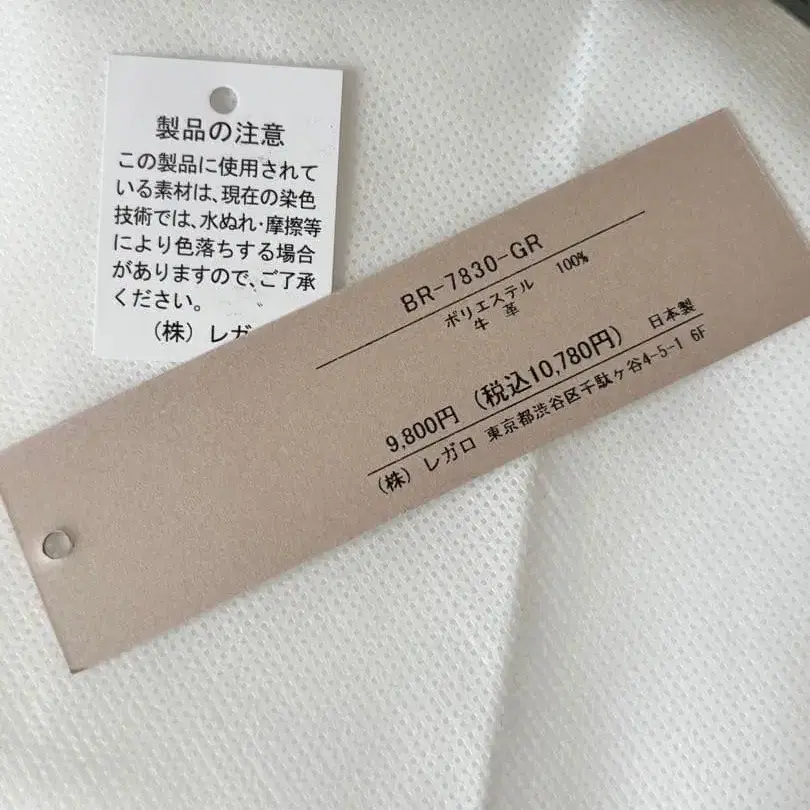 製品の注意
この製品に使用されて
いる素材は、現在の染色
技術では、水ぬれ・摩擦等
により色落ちする場合
がありますので、ご了承
ください。
(株) レガ
BR-7830-GR
ポリエステル 100%
牛 革
9,800円 (税込10,780円) 日本製
(株) レガロ 東京都渋谷区千駄ヶ谷4-5-1 6F